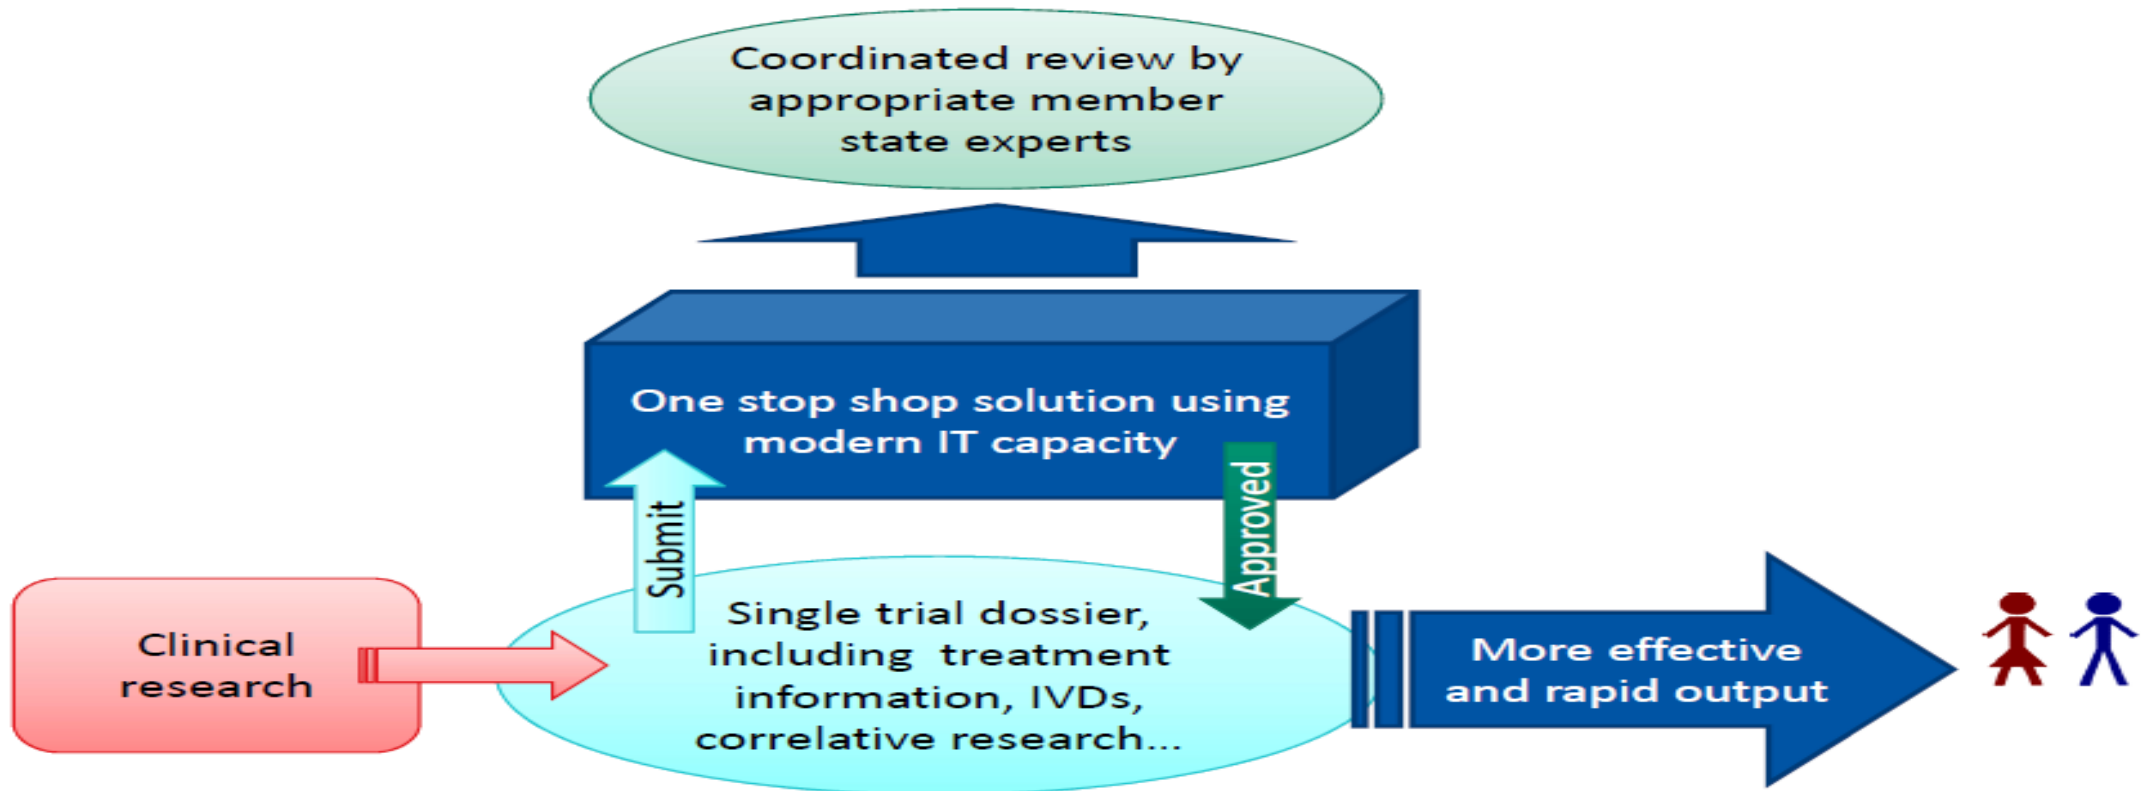 Coordinated review by
appropriate member
state experts
One stop shop solution using
modern IT capacity
Submit
Approved
Clinical
research
Single trial dossier,
including treatment
information, IVDs,
correlative research...
More effective
and rapid output